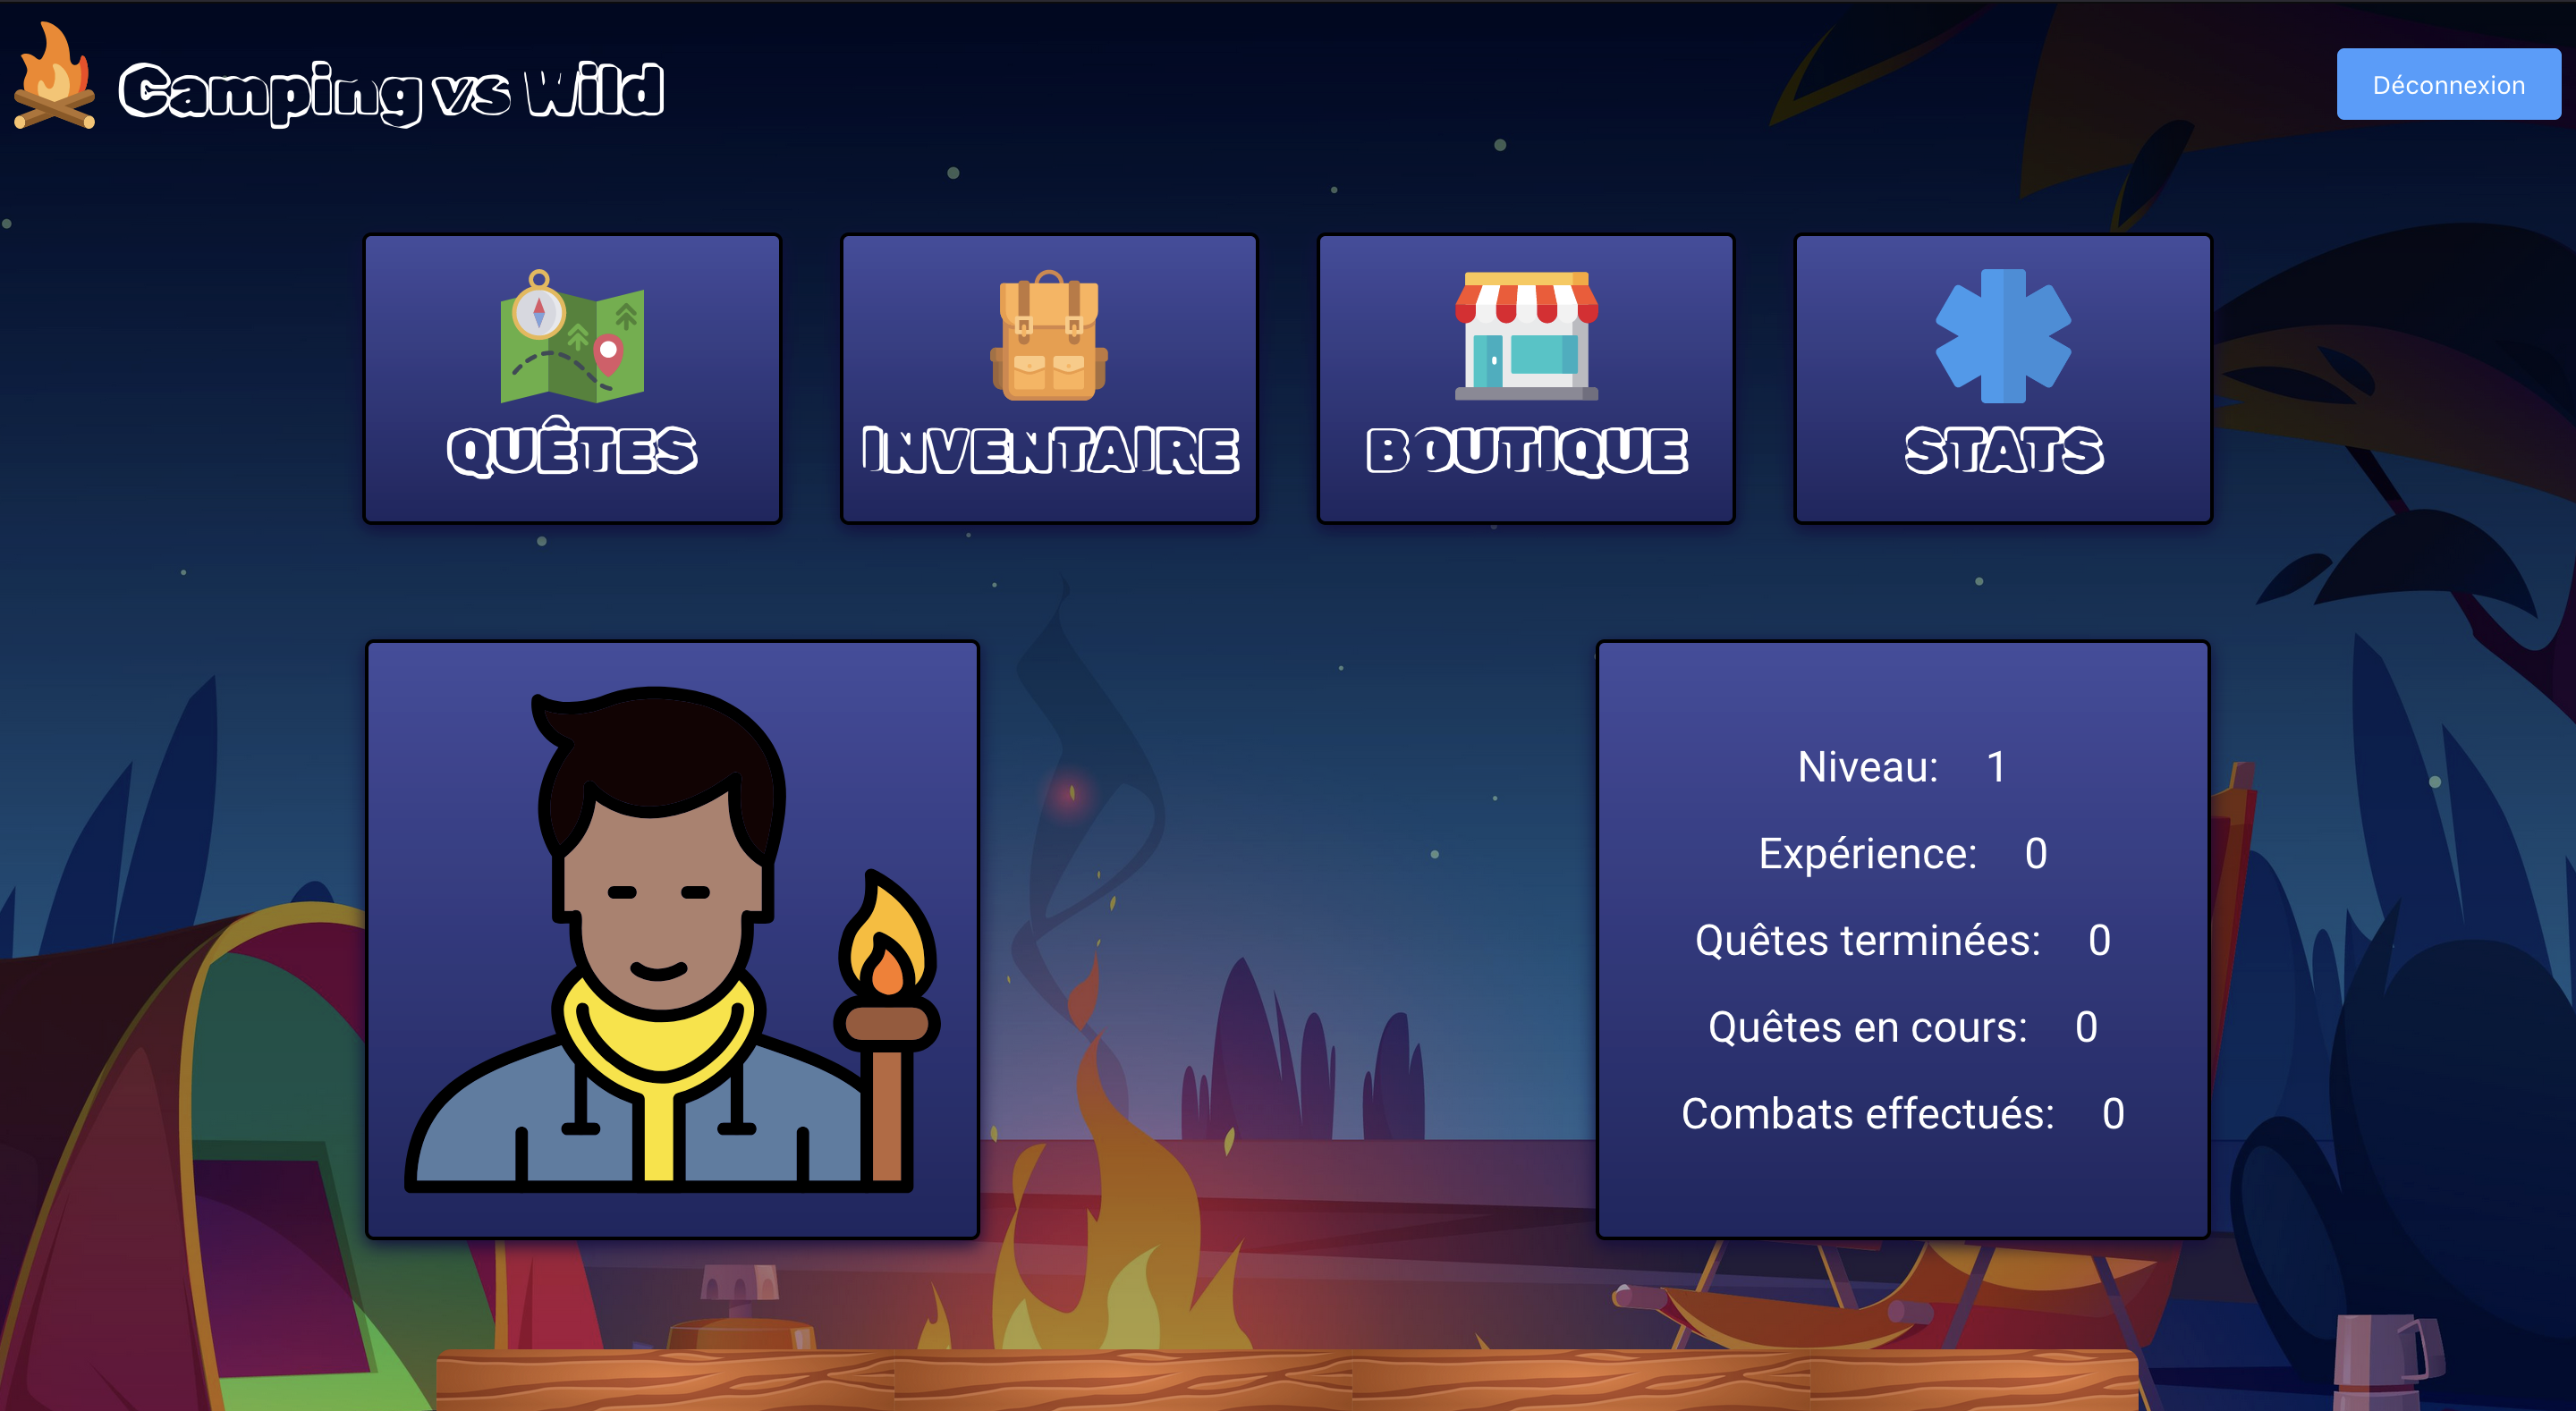 Camping vs Wild
Déconnexion
QUÊTES
INVENTAIRE
BOUTIQUE
STATS
Niveau: 1
Expérience: 0
Quêtes terminées: 0
Quêtes en cours: 0
Combats effectués: 0